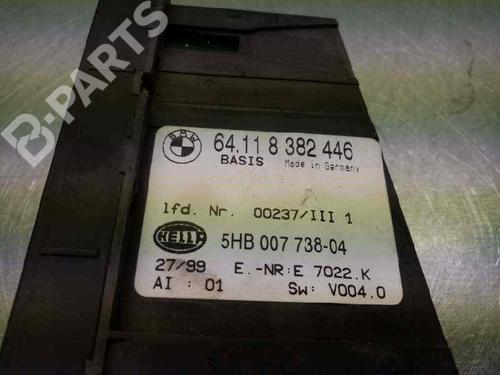 B-PARTS
BMW
64.11 8 382 446
BASIS Made in Germany
lfd. Nr. 00237/III 1
HELLA 5HB 007 738-04
27/99 E.-NR:E 7022.K
AI : 01 SW: V004.0